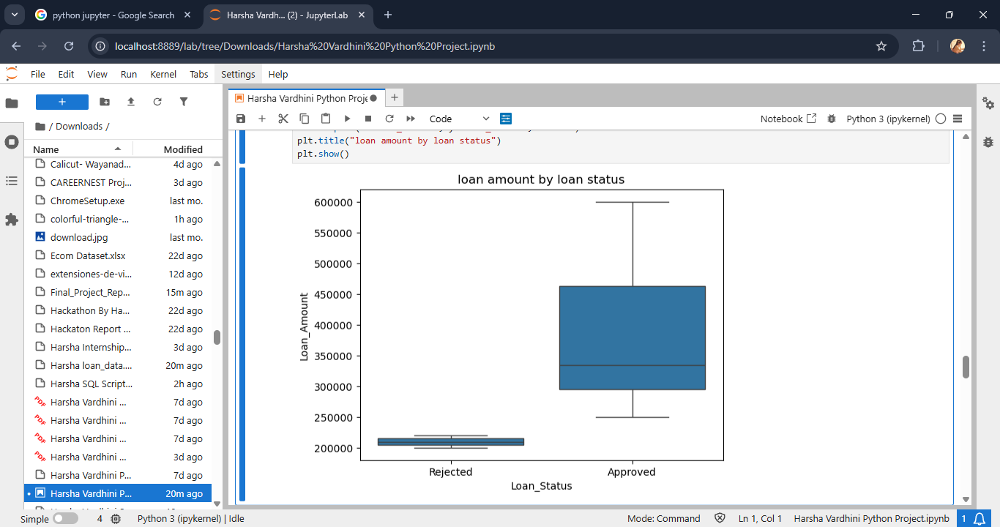 python jupyter - Google Search
Harsha Vardh... (2) - JupyterLab
localhost:8889/lab/tree/Downloads/Harsha%20Vardhini%20Python%20Project.ipynb
File Edit View Run Kernel Tabs Settings Help
/ Downloads /
Name Modified
Calicut- Wayanad... 4d ago
CAREERNEST Proj... 3d ago
ChromeSetup.exe last mo.
colorful-triangle-... 1h ago
download.jpg last mo.
Ecom Dataset.xlsx 22d ago
extensiones-de-vi... 12d ago
Final_Project_Rep... 15m ago
Hackathon By Ha... 22d ago
Hackaton Report ... 22d ago
Harsha Internship... 3d ago
Harsha loan_data.... 20m ago
Harsha SQL Script... 2h ago
PDF Harsha Vardhini ... 7d ago
PDF Harsha Vardhini ... 7d ago
PDF Harsha Vardhini ... 7d ago
PDF Harsha Vardhini ... 3d ago
Harsha Vardhini P... 7d ago
Harsha Vardhini P... 20m ago
Harsha Vardhini Python Proje
Code
Notebook
Python 3 (ipykernel)
plt.title("loan amount by loan status")
plt.show()
loan amount by loan status
600000
550000
500000
450000
400000
350000
300000
250000
200000
Loan_Amount
Rejected Approved
Loan_Status
Simple 4 Python 3 (ipykernel) | Idle Mode: Command Ln 1, Col 1 Harsha Vardhini Python Project.ipynb 1